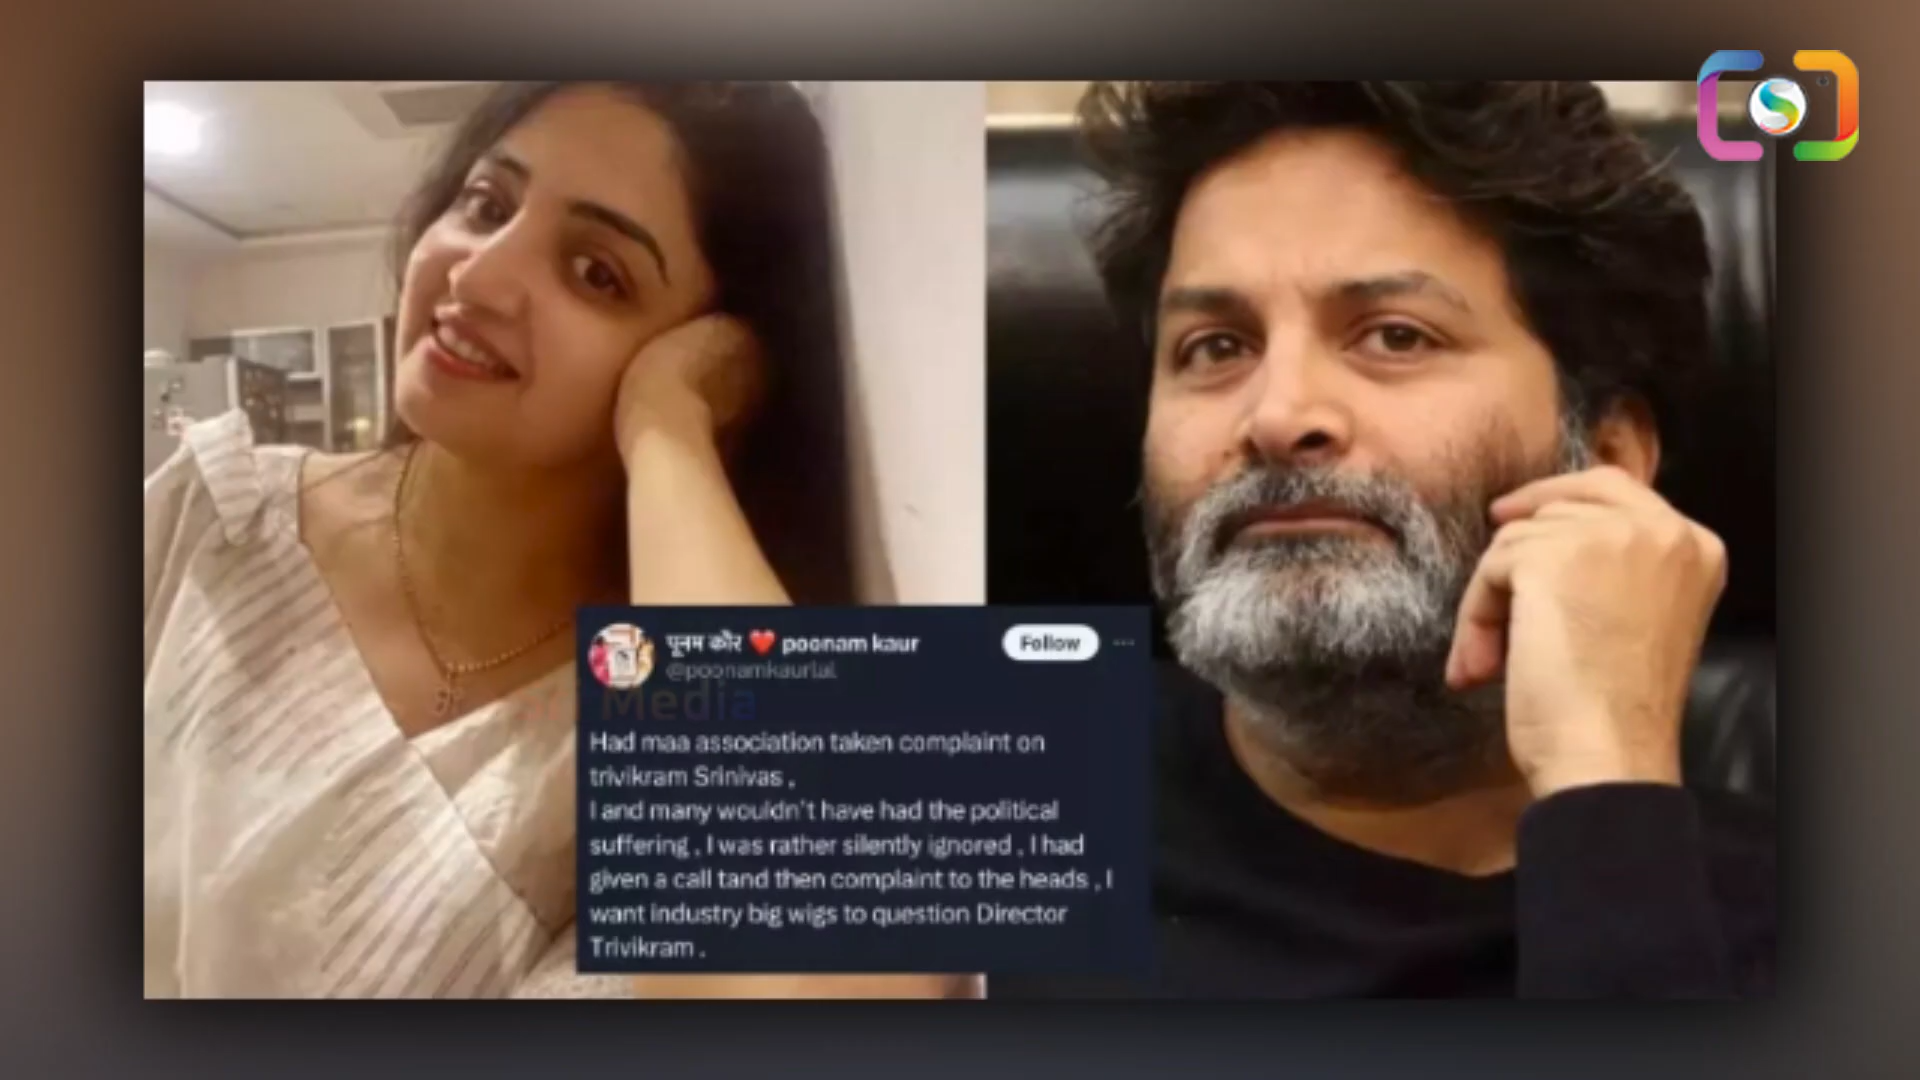 पूनम कौर ❤️ poonam kaur
Follow
@poonamkaurlal
Media
Had maa association taken complaint on
trivikram Srinivas ,
I and many wouldn't have had the political
suffering , I was rather silently ignored , I had
given a call tand then complaint to the heads , I
want industry big wigs to question Director
Trivikram .